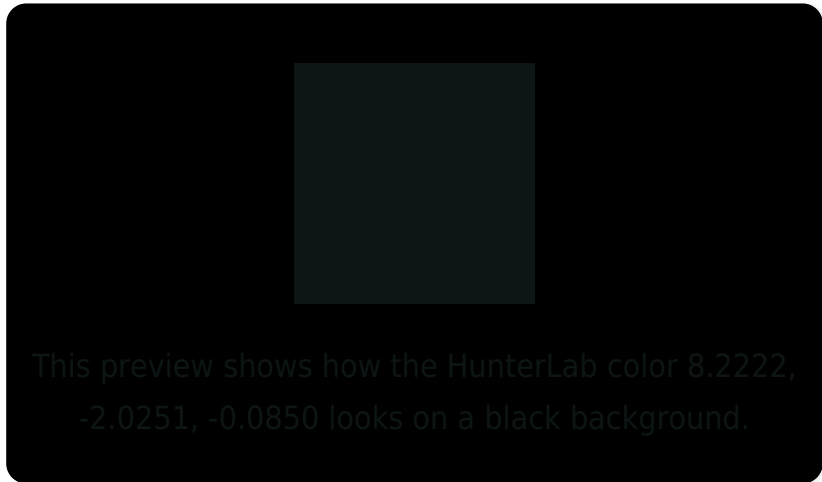 This preview shows how the HunterLab color 8.2222,
-2.0251, -0.0850 looks on a black background.